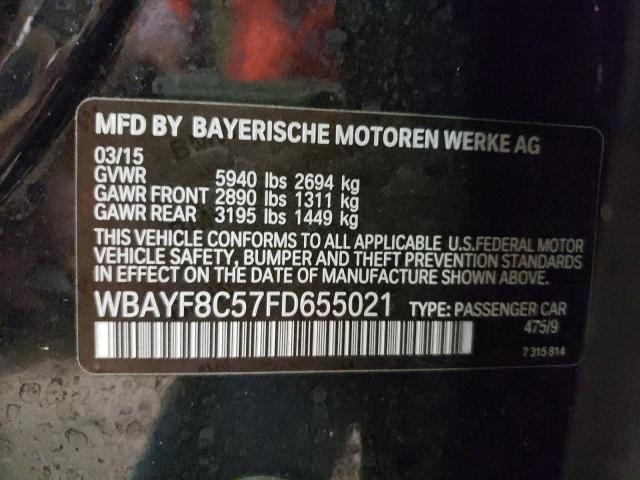 MFD BY BAYERISCHE MOTOREN WERKE AG
03/15
GVWR 5940 lbs 2694 kg
GAWR FRONT 2890 lbs 1311 kg
GAWR REAR 3195 lbs 1449 kg
THIS VEHICLE CONFORMS TO ALL APPLICABLE U.S.FEDERAL MOTOR
VEHICLE SAFETY, BUMPER AND THEFT PREVENTION STANDARDS
IN EFFECT ON THE DATE OF MANUFACTURE SHOWN ABOVE.
WBAYF8C57FD655021 TYPE: PASSENGER CAR
475/9
7 315 814